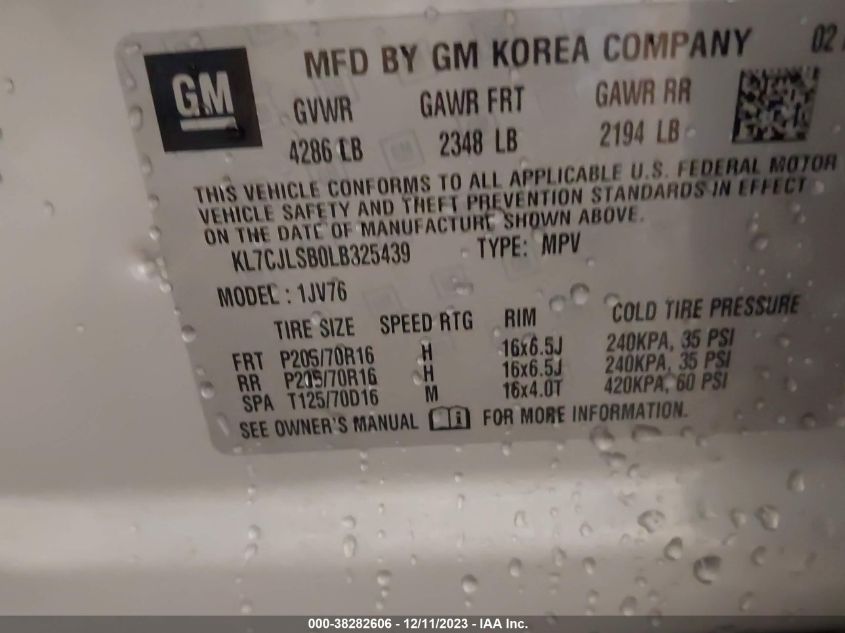 GM
MFD BY GM KOREA COMPANY 02
GVWR GAWR FRT GAWR RR
4286 LB 2348 LB 2194 LB
THIS VEHICLE CONFORMS TO ALL APPLICABLE U.S. FEDERAL MOTOR
VEHICLE SAFETY AND THEFT PREVENTION STANDARDS IN EFFECT
ON THE DATE OF MANUFACTURE SHOWN ABOVE.
KL7CJLSB0LB325439 TYPE: MPV
MODEL : 1JV76
TIRE SIZE SPEED RTG RIM COLD TIRE PRESSURE
FRT P205/70R16 H 16x6.5J 240KPA, 35 PSI
RR P205/70R16 H 16x6.5J 240KPA, 35 PSI
SPA T125/70D16 M 16x4.0T 420KPA, 60 PSI
SEE OWNER'S MANUAL FOR MORE INFORMATION.
000-38282606 - 12/11/2023 - IAA Inc.